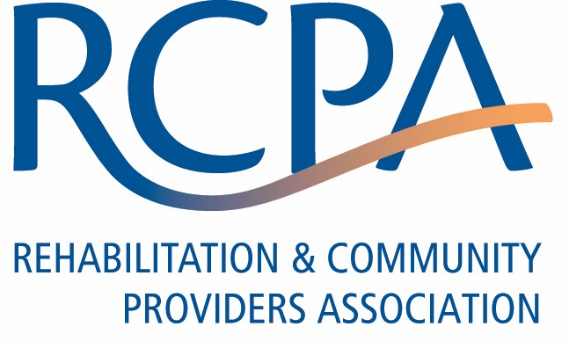 RCPA
REHABILITATION & COMMUNITY
PROVIDERS ASSOCIATION